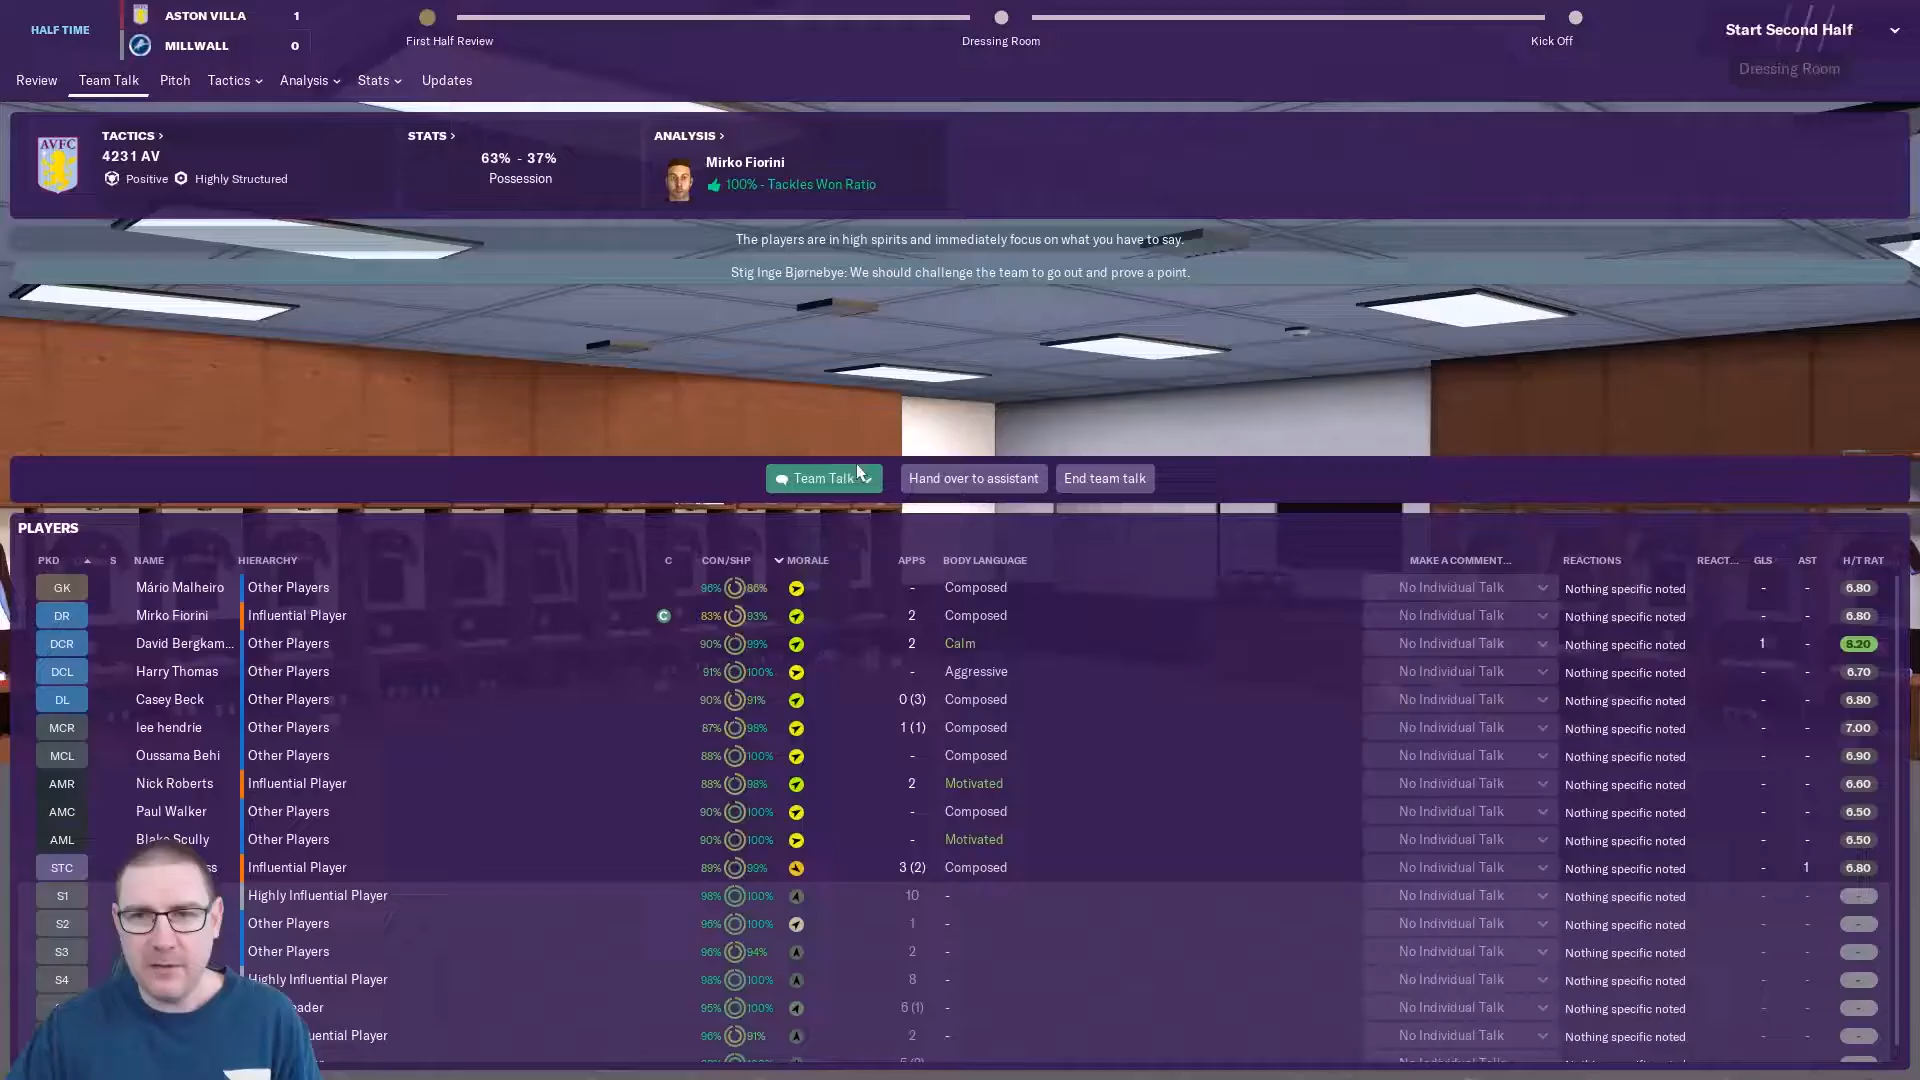 HALF TIME
ASTON VILLA 1
MILLWALL 0
First Half Review
Dressing Room
Kick Off
Start Second Half
Dressing Room
Review Team Talk Pitch Tactics Analysis Stats Updates
AVFC
TACTICS >
4231 AV
Positive Highly Structured
STATS >
63% - 37%
Possession
ANALYSIS >
Mirko Fiorini
100% - Tackles Won Ratio
The players are in high spirits and immediately focus on what you have to say.
Stig Inge Bjørnebye: We should challenge the team to go out and prove a point.
Team Talk Hand over to assistant End team talk
PLAYERS
PKD S NAME HIERARCHY C CON/SHP MORALE APPS BODY LANGUAGE MAKE A COMMENT... REACTIONS REACT... GLS AST H/T RAT
GK Mário Malheiro Other Players 96% 86% - Composed No Individual Talk Nothing specific noted - - 6.80
DR Mirko Fiorini Influential Player C 83% 93% 2 Composed No Individual Talk Nothing specific noted - - 6.80
DCR David Bergkam... Other Players 90% 99% 2 Calm No Individual Talk Nothing specific noted 1 - 8.20
DCL Harry Thomas Other Players 91% 100% - Aggressive No Individual Talk Nothing specific noted - - 6.70
DL Casey Beck Other Players 90% 91% 0 (3) Composed No Individual Talk Nothing specific noted - - 6.80
MCR lee hendrie Other Players 87% 98% 1 (1) Composed No Individual Talk Nothing specific noted - - 7.00
MCL Oussama Behi Other Players 88% 100% - Composed No Individual Talk Nothing specific noted - - 6.90
AMR Nick Roberts Influential Player 88% 98% 2 Motivated No Individual Talk Nothing specific noted - - 6.60
AMC Paul Walker Other Players 90% 100% - Composed No Individual Talk Nothing specific noted - - 6.50
AML Blake Scully Other Players 90% 100% - Motivated No Individual Talk Nothing specific noted - - 6.50
STC ss Influential Player 89% 99% 3 (2) Composed No Individual Talk Nothing specific noted - 1 6.80
S1 Highly Influential Player 98% 100% 10 - No Individual Talk Nothing specific noted - - -
S2 Other Players 96% 100% 1 - No Individual Talk Nothing specific noted - - -
S3 Other Players 96% 94% 2 - No Individual Talk Nothing specific noted - - -
S4 Highly Influential Player 98% 100% 8 - No Individual Talk Nothing specific noted - - -
eader 95% 100% 6 (1) - No Individual Talk Nothing specific noted - - -
uential Player 96% 91% 2 - No Individual Talk Nothing specific noted - - -